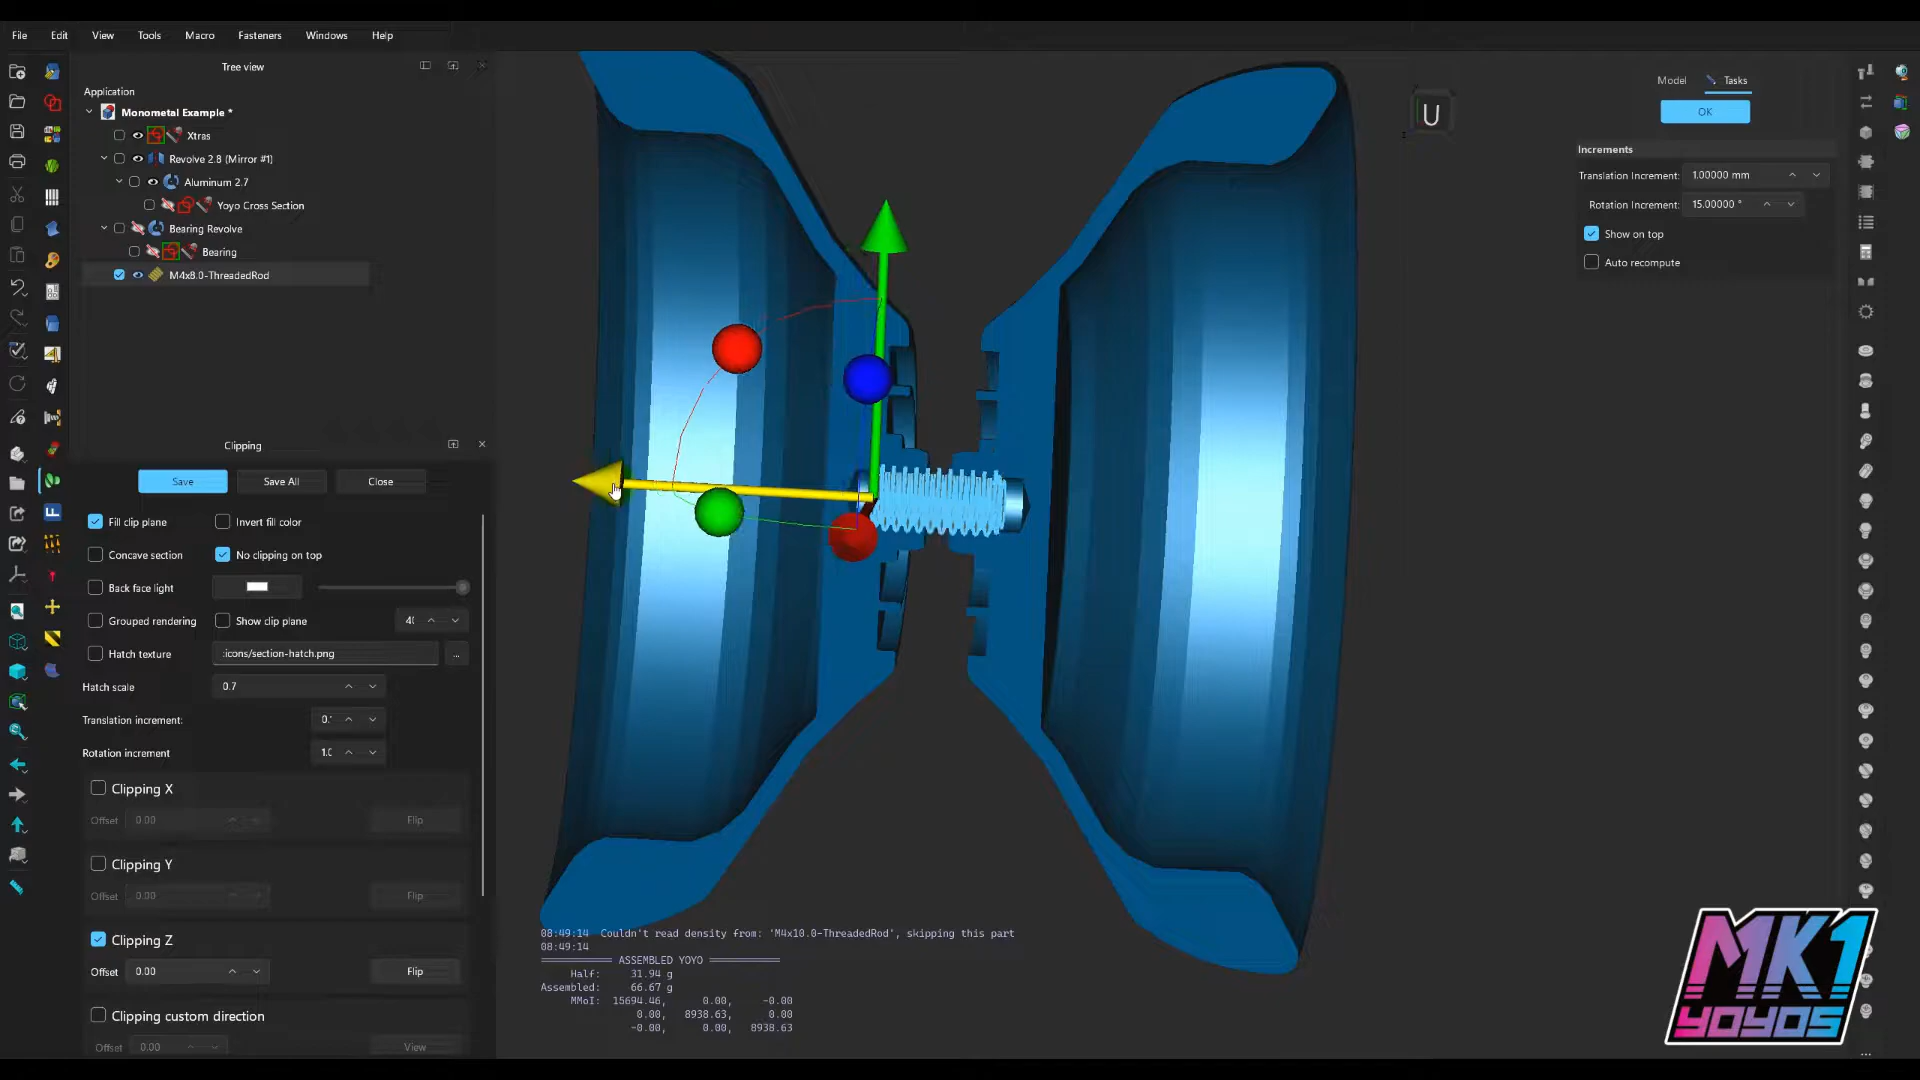 File Edit View Tools Macro Fasteners Windows Help
Tree view
Application
Monometal Example *
Xtras
Revolve 2.8 (Mirror #1)
Aluminum 2.7
Yoyo Cross Section
Bearing Revolve
Bearing
M4x8.0-ThreadedRod
Clipping
Save Save All Close
Fill clip plane Invert fill color
Concave section No clipping on top
Back face light
Grouped rendering Show clip plane
Hatch texture :icons/section-hatch.png ...
Hatch scale 0.7
Translation increment:
Rotation increment
Clipping X
Offset 0.00 Flip
Clipping Y
Offset 0.00 Flip
Clipping Z
Offset 0.00 Flip
Clipping custom direction
Offset 0.00 View
U
08:49:14 Couldn't read density from: 'M4x10.0-ThreadedRod', skipping this part
08:49:14
══════════ ASSEMBLED YOYO ══════════
Half: 31.94 g
Assembled: 66.67 g
MMoI: 15694.46, 0.00, -0.00
0.00, 8938.63, 0.00
-0.00, 0.00, 8938.63
Model Tasks
OK
Increments
Translation Increment: 1.00000 mm
Rotation Increment: 15.00000 °
Show on top
Auto recompute
MK1
YOYOS